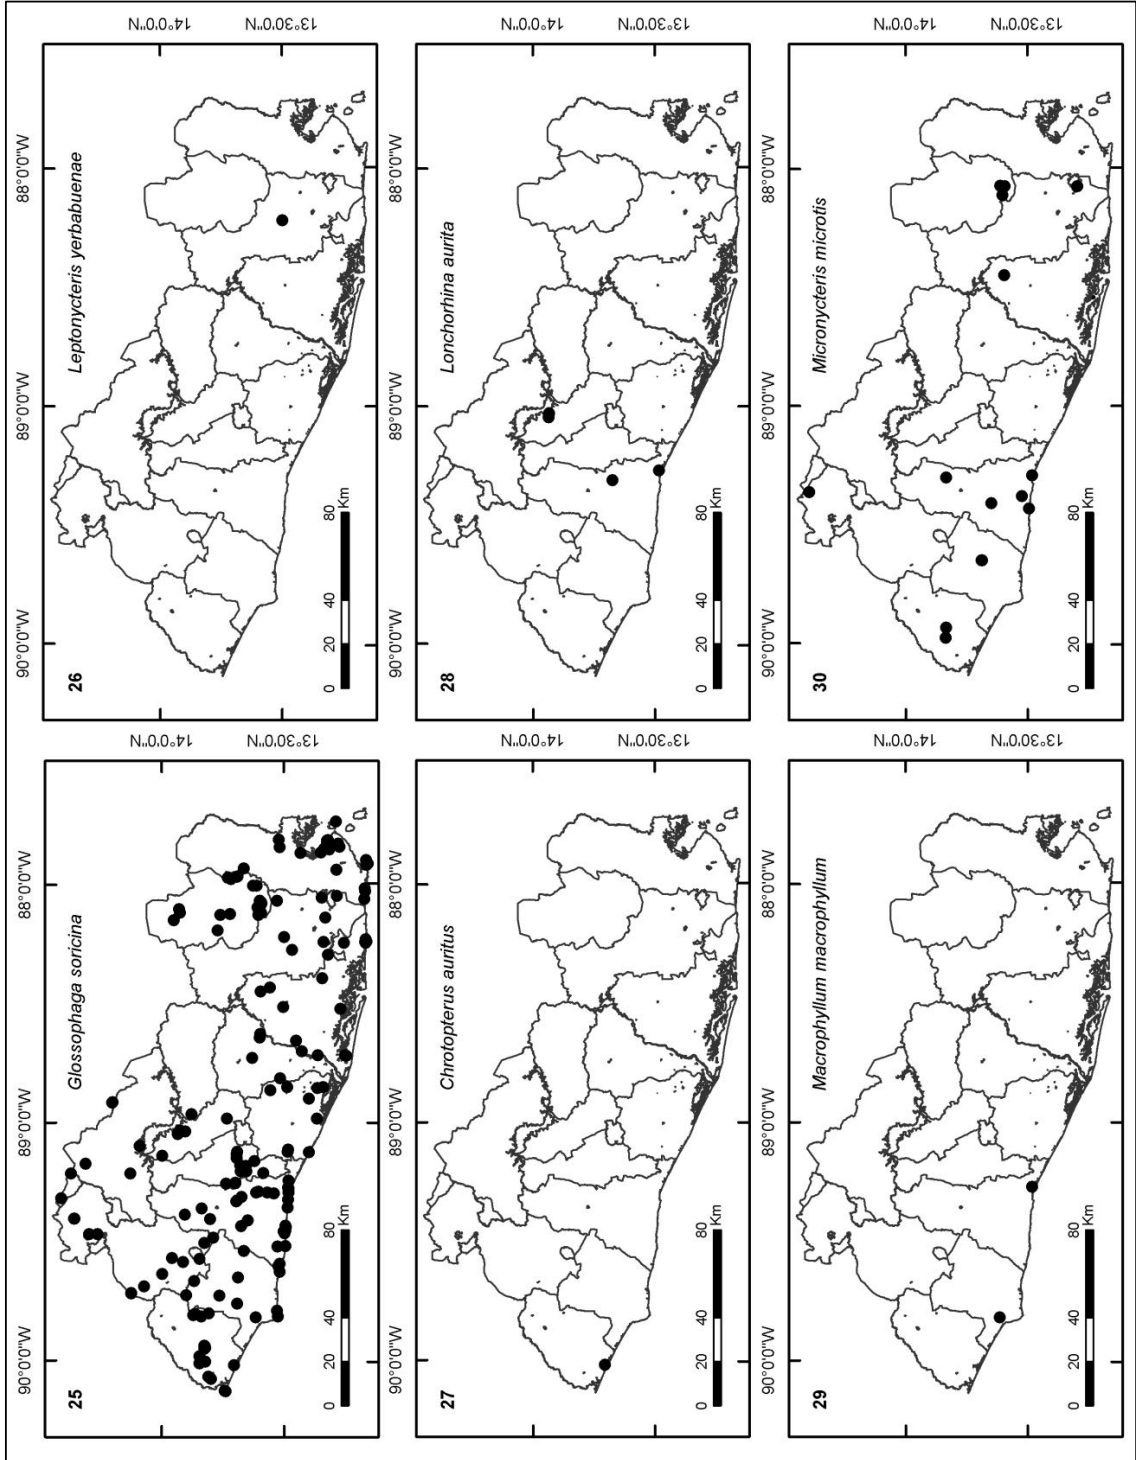 90°0'0"W 89°0'0"W 88°0'0"W
25 Glossophaga soricina
14°0'0"N
13°30'0"N
0 20 40 80 Km
90°0'0"W 89°0'0"W 88°0'0"W
26 Leptonycteris yerbabuenae
14°0'0"N
13°30'0"N
0 20 40 80 Km
90°0'0"W 89°0'0"W 88°0'0"W
27 Chrotopterus auritus
14°0'0"N
13°30'0"N
0 20 40 80 Km
90°0'0"W 89°0'0"W 88°0'0"W
28 Lonchorhina aurita
14°0'0"N
13°30'0"N
0 20 40 80 Km
90°0'0"W 89°0'0"W 88°0'0"W
29 Macrophyllum macrophyllum
14°0'0"N
13°30'0"N
0 20 40 80 Km
90°0'0"W 89°0'0"W 88°0'0"W
30 Micronycteris microtis
14°0'0"N
13°30'0"N
0 20 40 80 Km